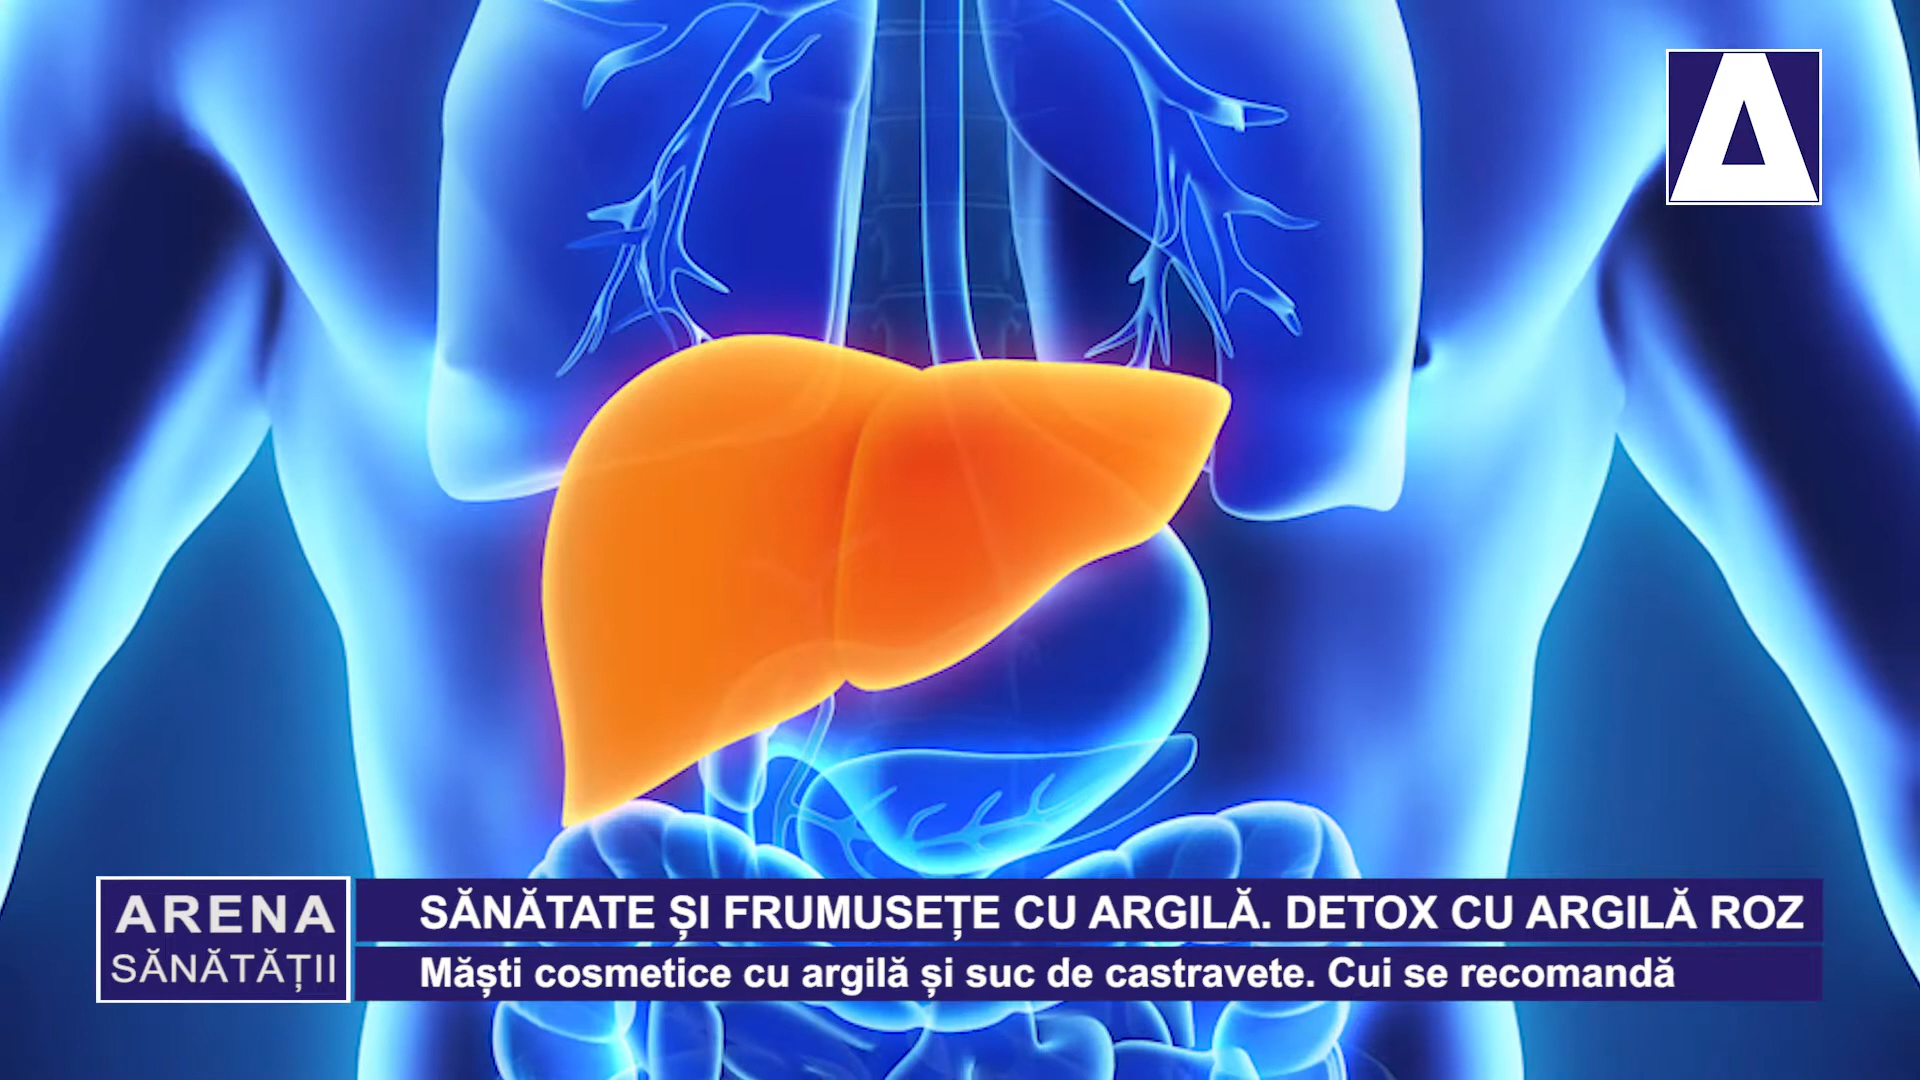 ARENA
SĂNĂTĂȚII
SĂNĂTATE ȘI FRUMUSEȚE CU ARGILĂ. DETOX CU ARGILĂ ROZ
Măști cosmetice cu argilă și suc de castravete. Cui se recomandă